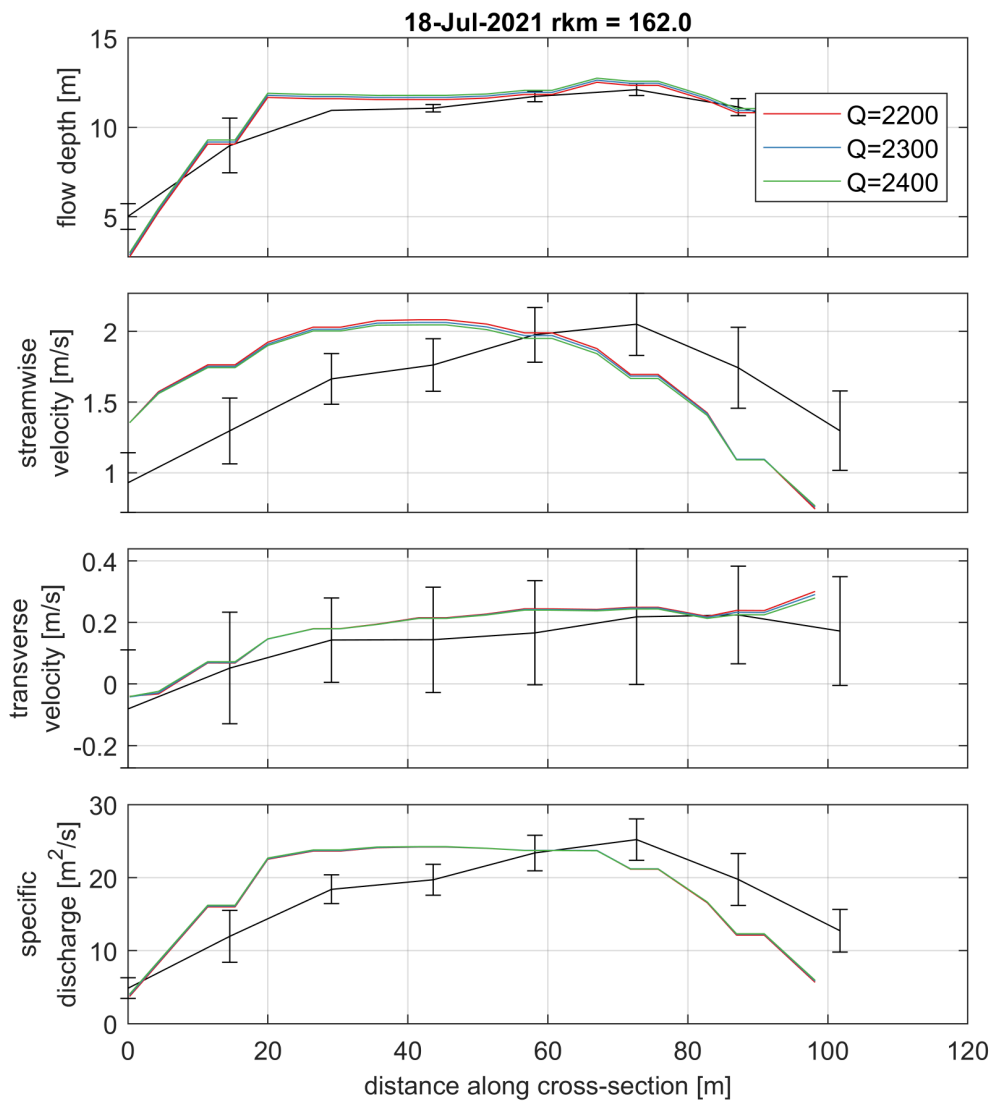 18-Jul-2021 rkm = 162.0
flow depth [m]
15
10
5
Q=2200
Q=2300
Q=2400
streamwise
velocity [m/s]
2
1.5
1
transverse
velocity [m/s]
0.4
0.2
0
-0.2
specific
discharge [m²/s]
30
20
10
0
0 20 40 60 80 100 120
distance along cross-section [m]